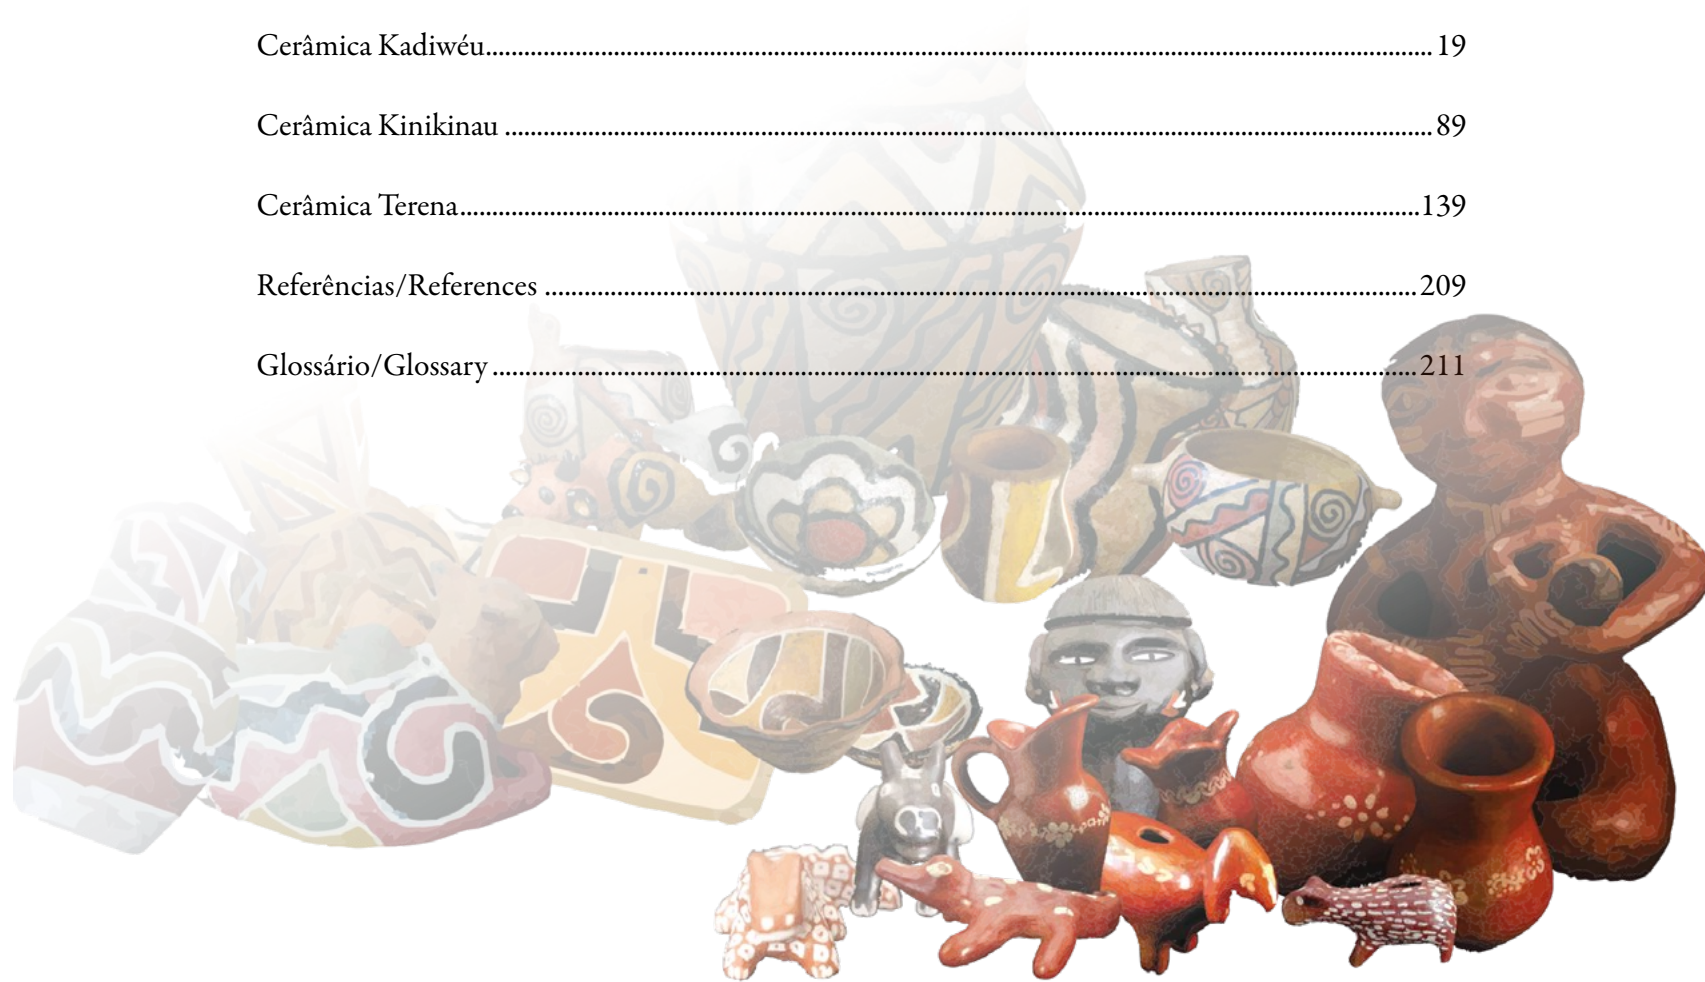 Cerâmica Kadiwéu.................................................................................................................19
Cerâmica Kinikinau ...............................................................................................................89
Cerâmica Terena...................................................................................................................139
Referências/References ........................................................................................................209
Glossário/Glossary ..............................................................................................................211